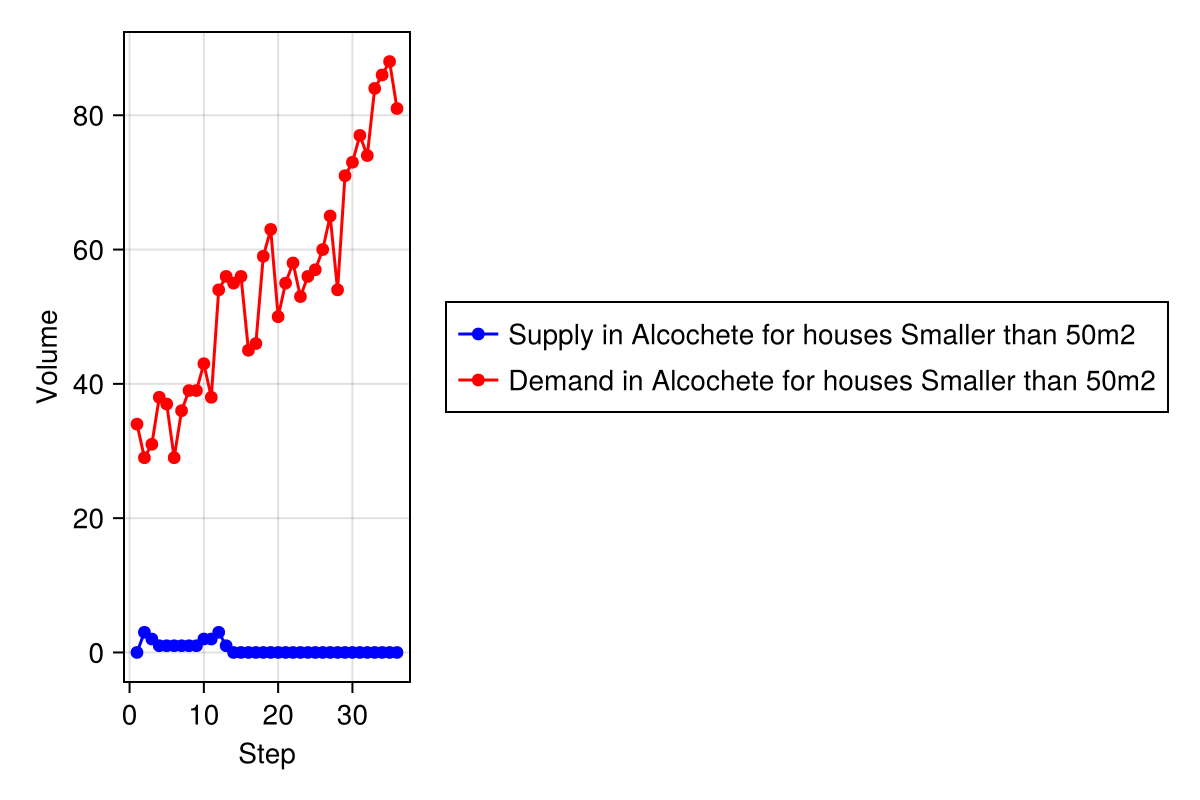 Volume
80
60
40
20
0
0 10 20 30
Step
Supply in Alcochete for houses Smaller than 50m2
Demand in Alcochete for houses Smaller than 50m2